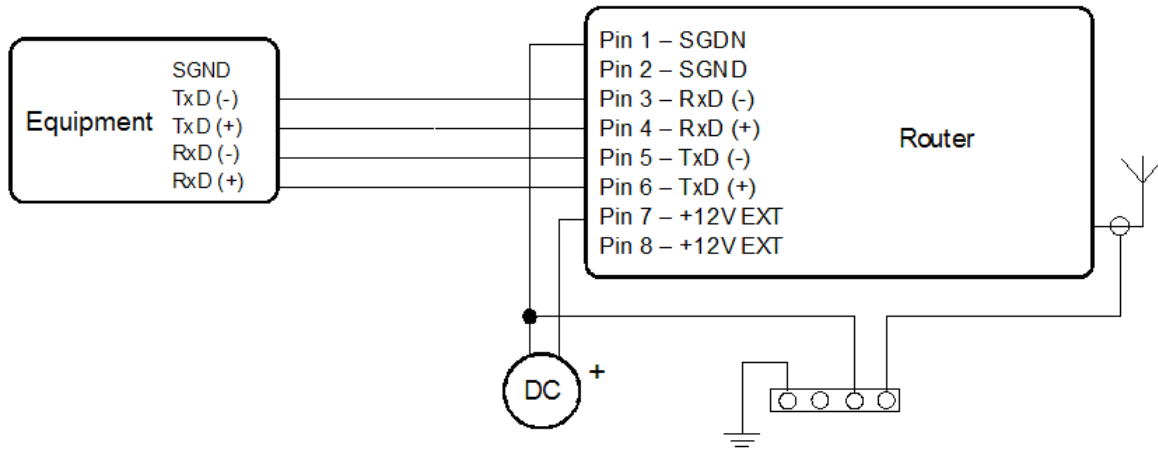 Equipment
SGND
TxD (-)
TxD (+)
RxD (-)
RxD (+)
Pin 1 – SGDN
Pin 2 – SGND
Pin 3 – RxD (-)
Pin 4 – RxD (+)
Pin 5 – TxD (-)
Pin 6 – TxD (+)
Pin 7 – +12V EXT
Pin 8 – +12V EXT
Router
DC
+